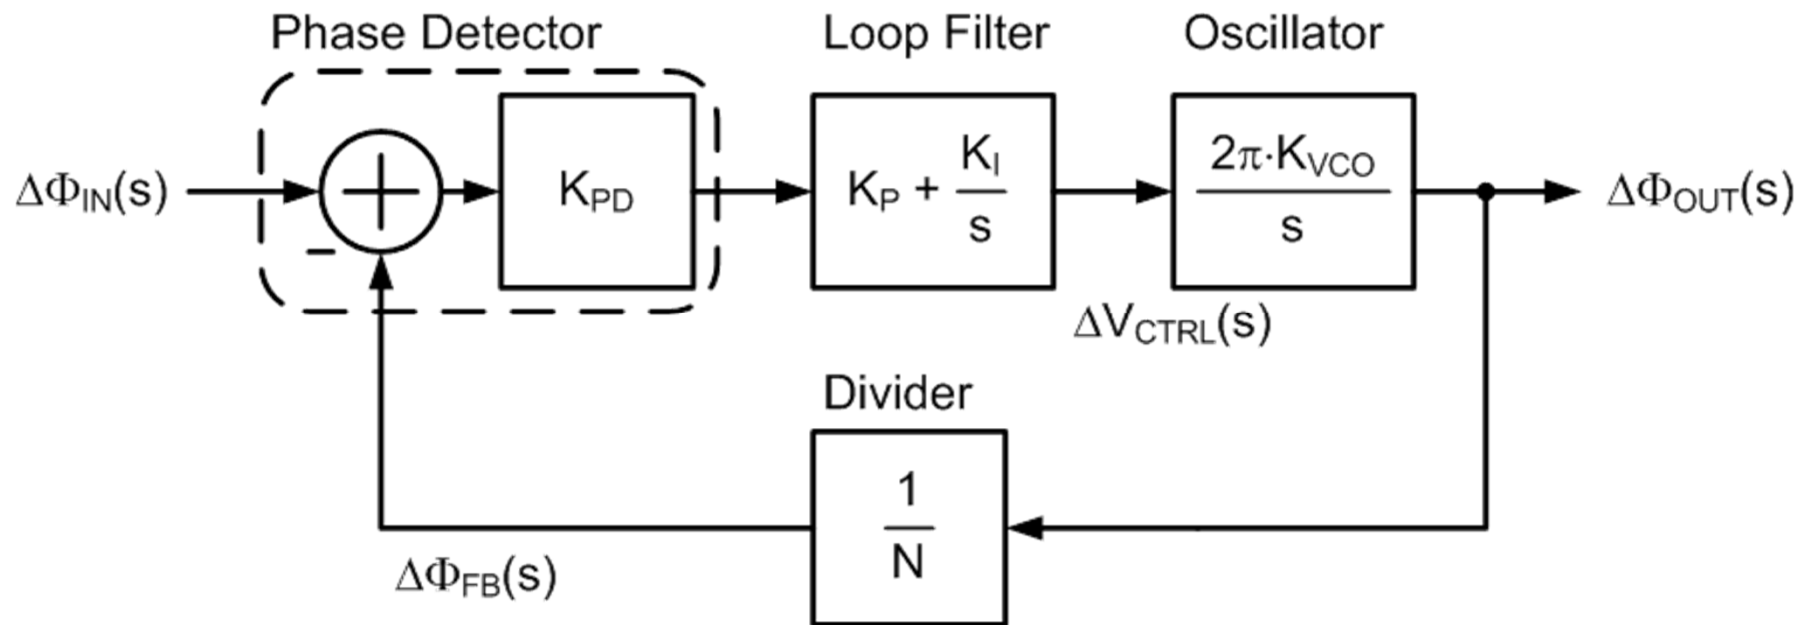 Phase Detector
Loop Filter
Oscillator
ΔΦIN(s)
+
−
KPD
KP + KI/s
2π·KVCO/s
ΔΦOUT(s)
ΔVCTRL(s)
Divider
1/N
ΔΦFB(s)